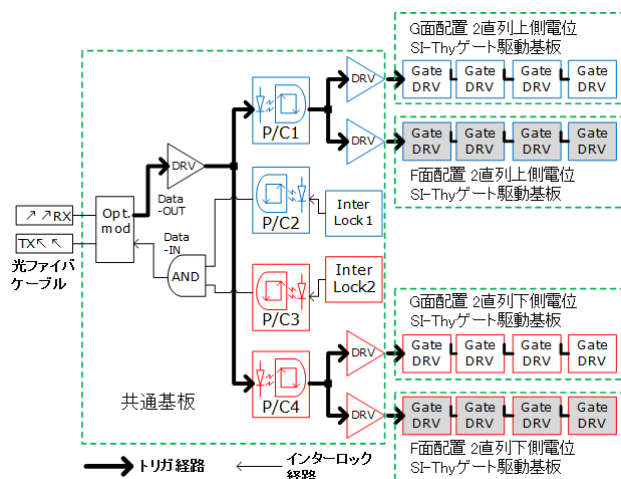 G面配置 2直列上側電位
SI-Thyゲート駆動基板
Gate DRV
Gate DRV
Gate DRV
Gate DRV
DRV
P/C1
DRV
F面配置 2直列上側電位
SI-Thyゲート駆動基板
Gate DRV
Gate DRV
Gate DRV
Gate DRV
DRV
RX
TX
光ファイバ
ケーブル
Opt.
mod
Data
-OUT
Data
-IN
AND
P/C2
Inter
Lock1
P/C3
Inter
Lock2
G面配置 2直列下側電位
SI-Thyゲート駆動基板
Gate DRV
Gate DRV
Gate DRV
Gate DRV
DRV
P/C4
DRV
F面配置 2直列下側電位
SI-Thyゲート駆動基板
Gate DRV
Gate DRV
Gate DRV
Gate DRV
共通基板
トリガ経路
インターロック
経路